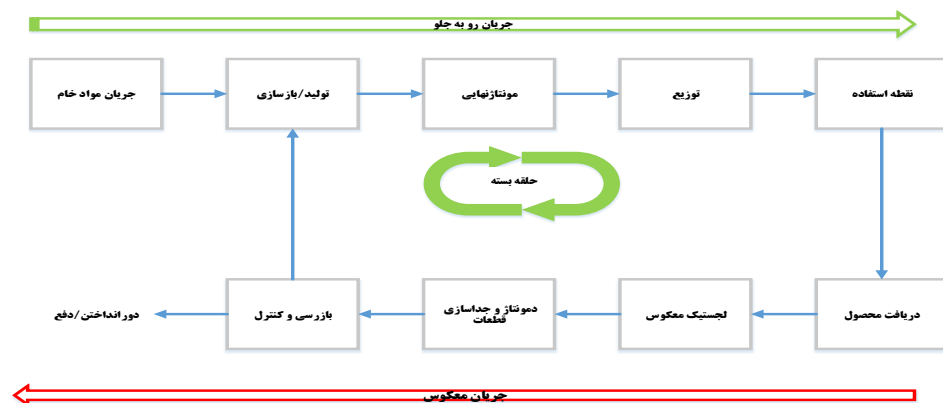 جریان رو به جلو
جریان مواد خام
تولید/بازسازی
مونتاژنهایی
توزیع
نقطه استفاده
حلقه بسته
دورانداختن/دفع
بازرسی و کنترل
دمونتاژ و جداسازی
قطعات
لجستیک معکوس
دریافت محصول
جریان معکوس